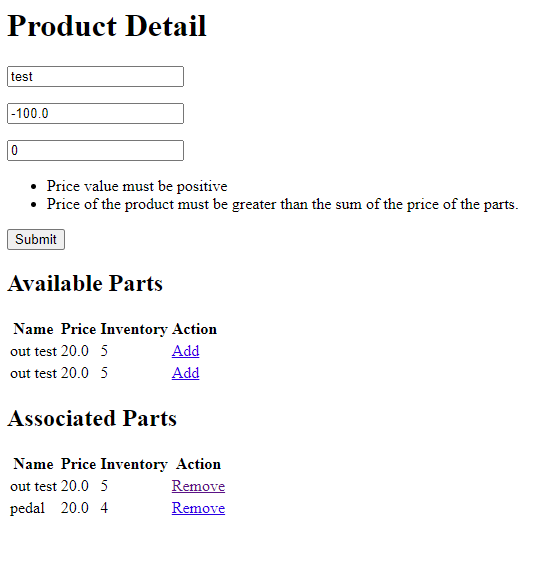 Product Detail
test
-100.0
0
Price value must be positive
Price of the product must be greater than the sum of the price of the parts.
Submit
Available Parts
Name Price Inventory Action
out test 20.0 5 Add
out test 20.0 5 Add
Associated Parts
Name Price Inventory Action
out test 20.0 5 Remove
pedal 20.0 4 Remove